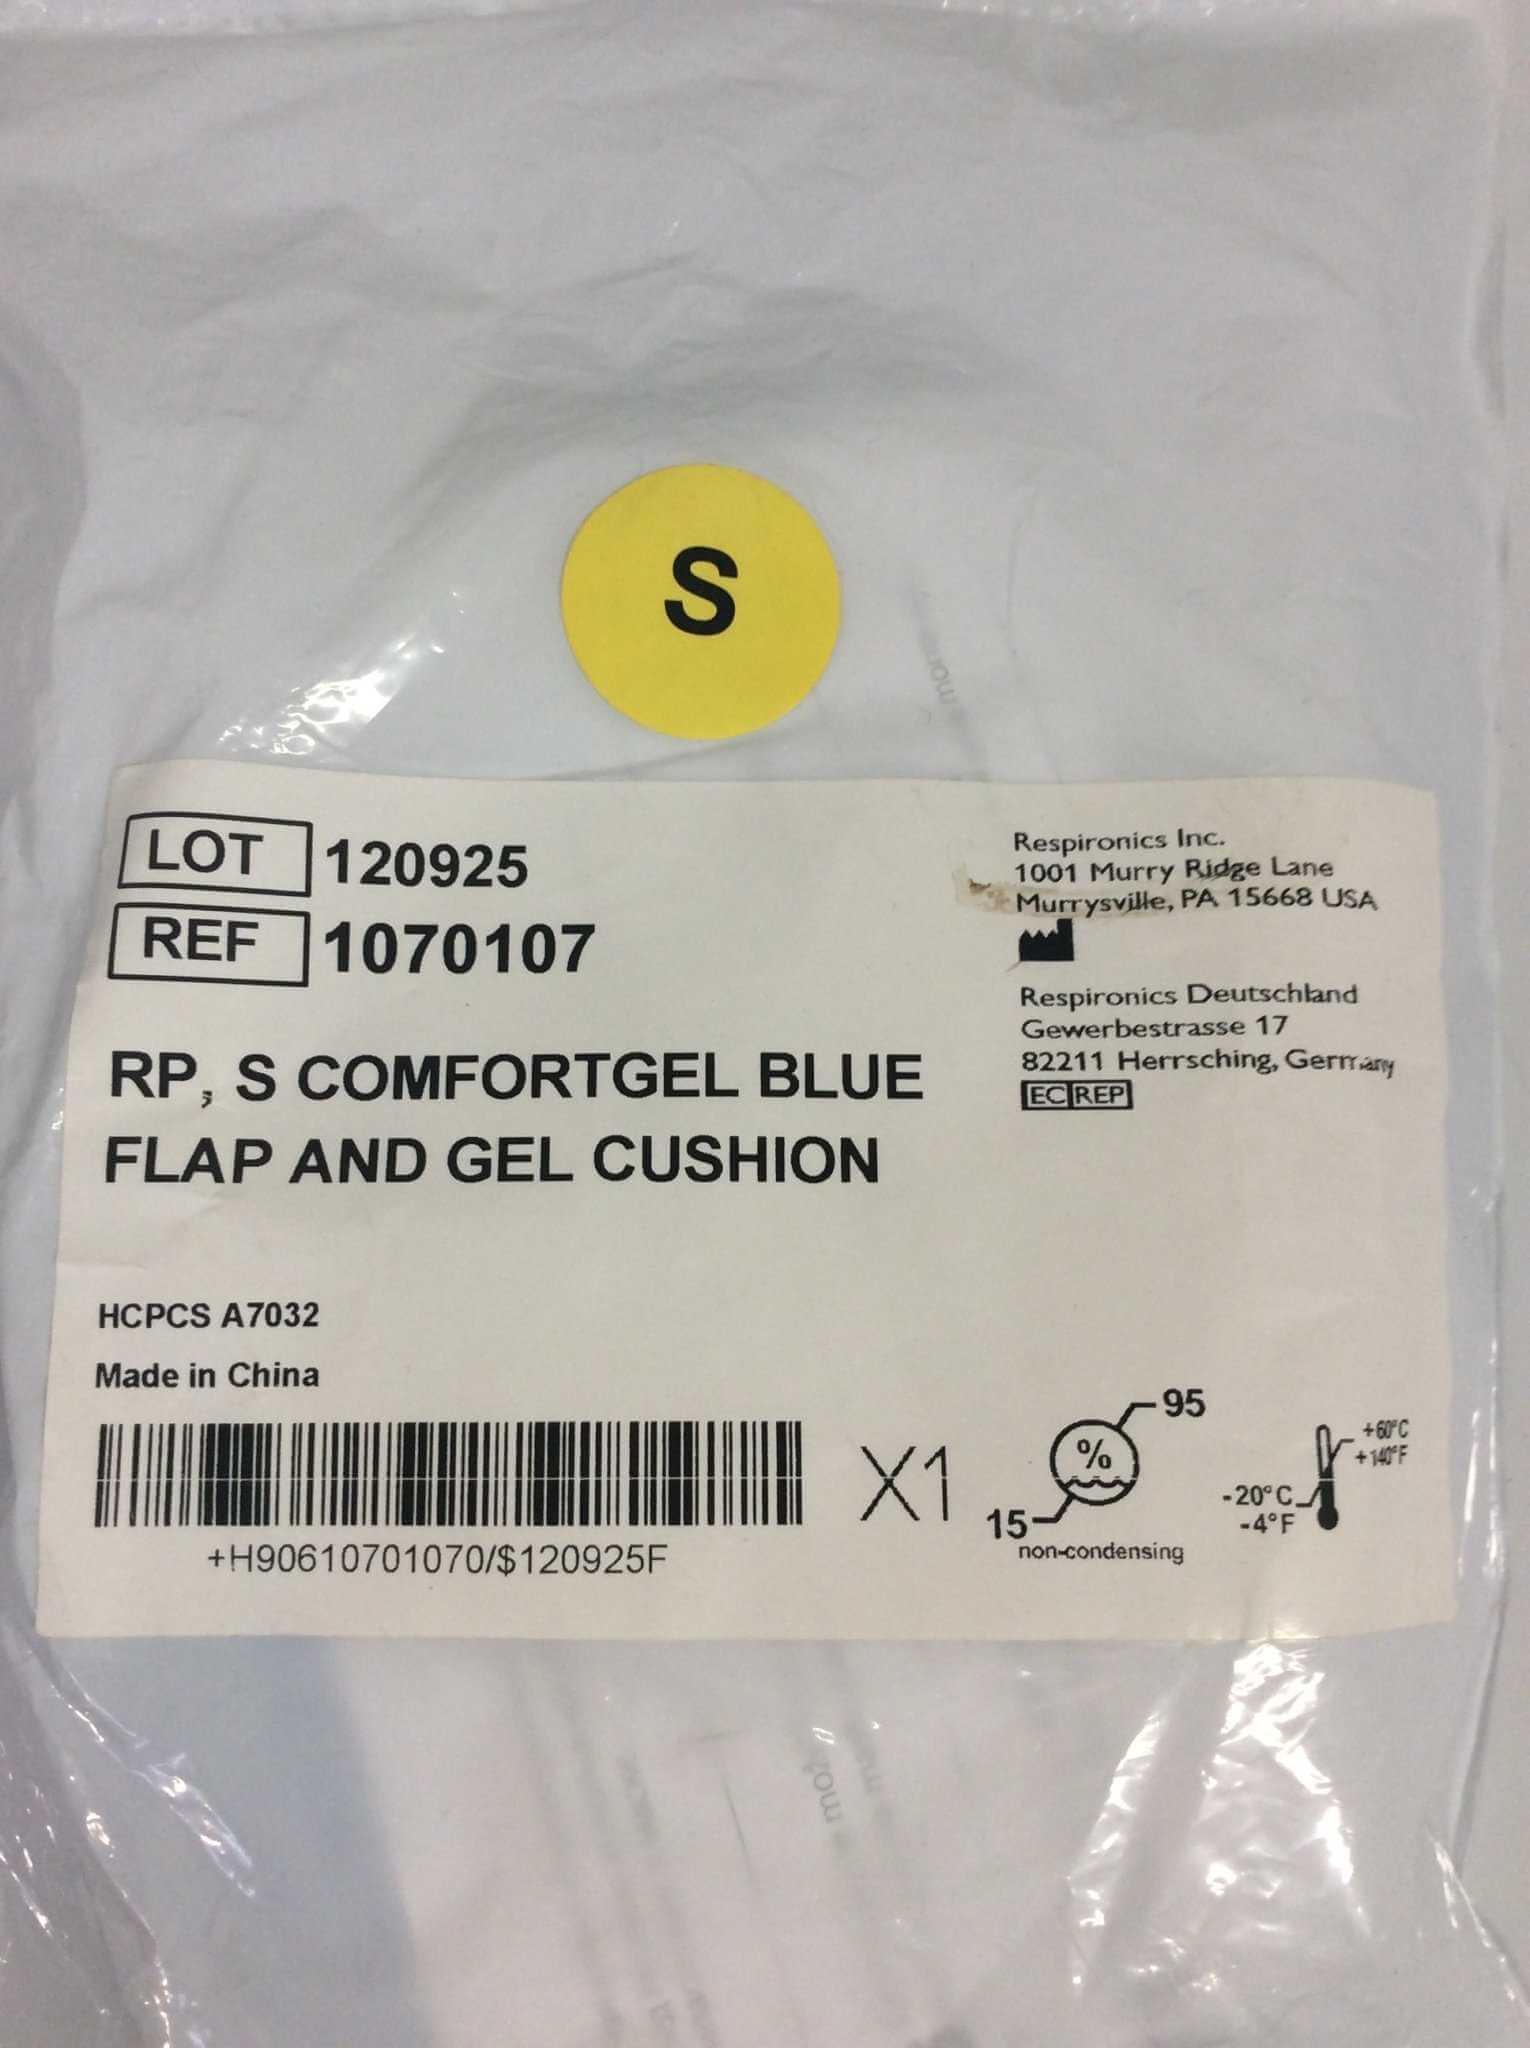 S
LOT 120925
REF 1070107
RP, S COMFORTGEL BLUE
FLAP AND GEL CUSHION
HCPCS A7032
Made in China
+H90610701070/$120925F
X1
Respironics Inc.
1001 Murry Ridge Lane
Murrysville, PA 15668 USA
Respironics Deutschland
Gewerbestrasse 17
82211 Herrsching, Germany
EC REP
95
%
15
non-condensing
+60°C
+140°F
-20°C
-4°F